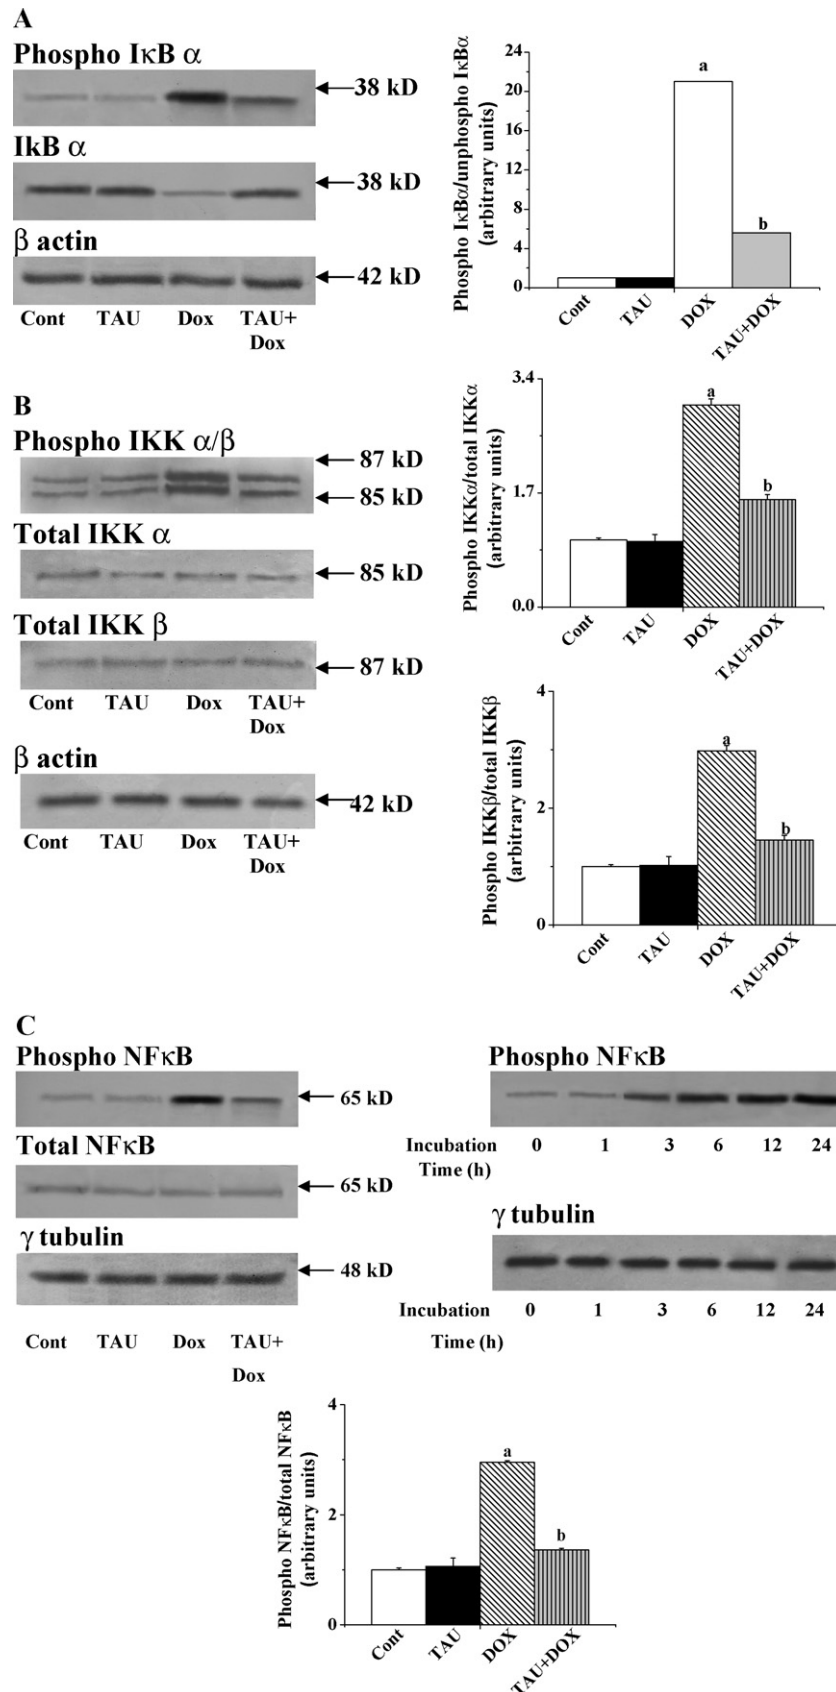 A
Phospho IκB α
38 kD
IkB α
38 kD
β actin
42 kD
Cont TAU Dox TAU+
Dox
Phospho IκBα/unphospho IκBα
(arbitrary units)
24
20
16
12
8
4
0
a
b
Cont TAU DOX TAU+DOX
B
Phospho IKK α/β
87 kD
85 kD
Total IKK α
85 kD
Total IKK β
87 kD
Cont TAU Dox TAU+
Dox
β actin
42 kD
Cont TAU Dox TAU+
Dox
Phospho IKKα/total IKKα
(arbitrary units)
3.4
1.7
0.0
a
b
Cont TAU DOX TAU+DOX
Phospho IKKβ/total IKKβ
(arbitrary units)
4
2
0
a
b
Cont TAU DOX TAU+DOX
C
Phospho NFκB
65 kD
Total NFκB
65 kD
γ tubulin
48 kD
Cont TAU Dox TAU+
Dox
Phospho NFκB
Incubation 0 1 3 6 12 24
Time (h)
γ tubulin
Incubation 0 1 3 6 12 24
Time (h)
Phospho NFκB/total NFκB
(arbitrary units)
4
2
0
a
b
Cont TAU DOX TAU+DOX